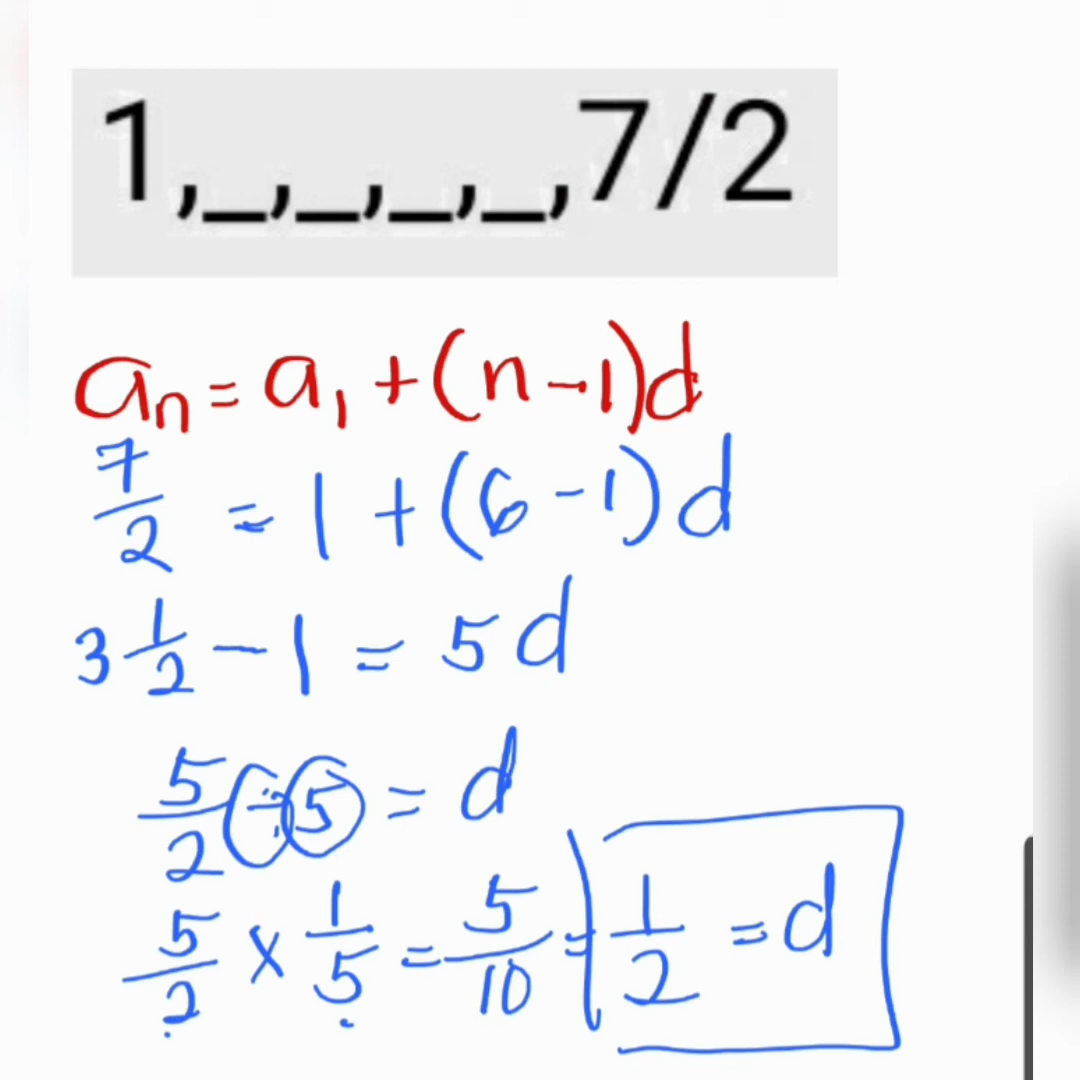 1,_,_,_,_,7/2
aₙ = a₁ + (n-1)d
7/2 = 1 + (6-1)d
3 1/2 - 1 = 5d
5/2 ÷ 5 = d
5/2 x 1/5 = 5/10 = 1/2 = d